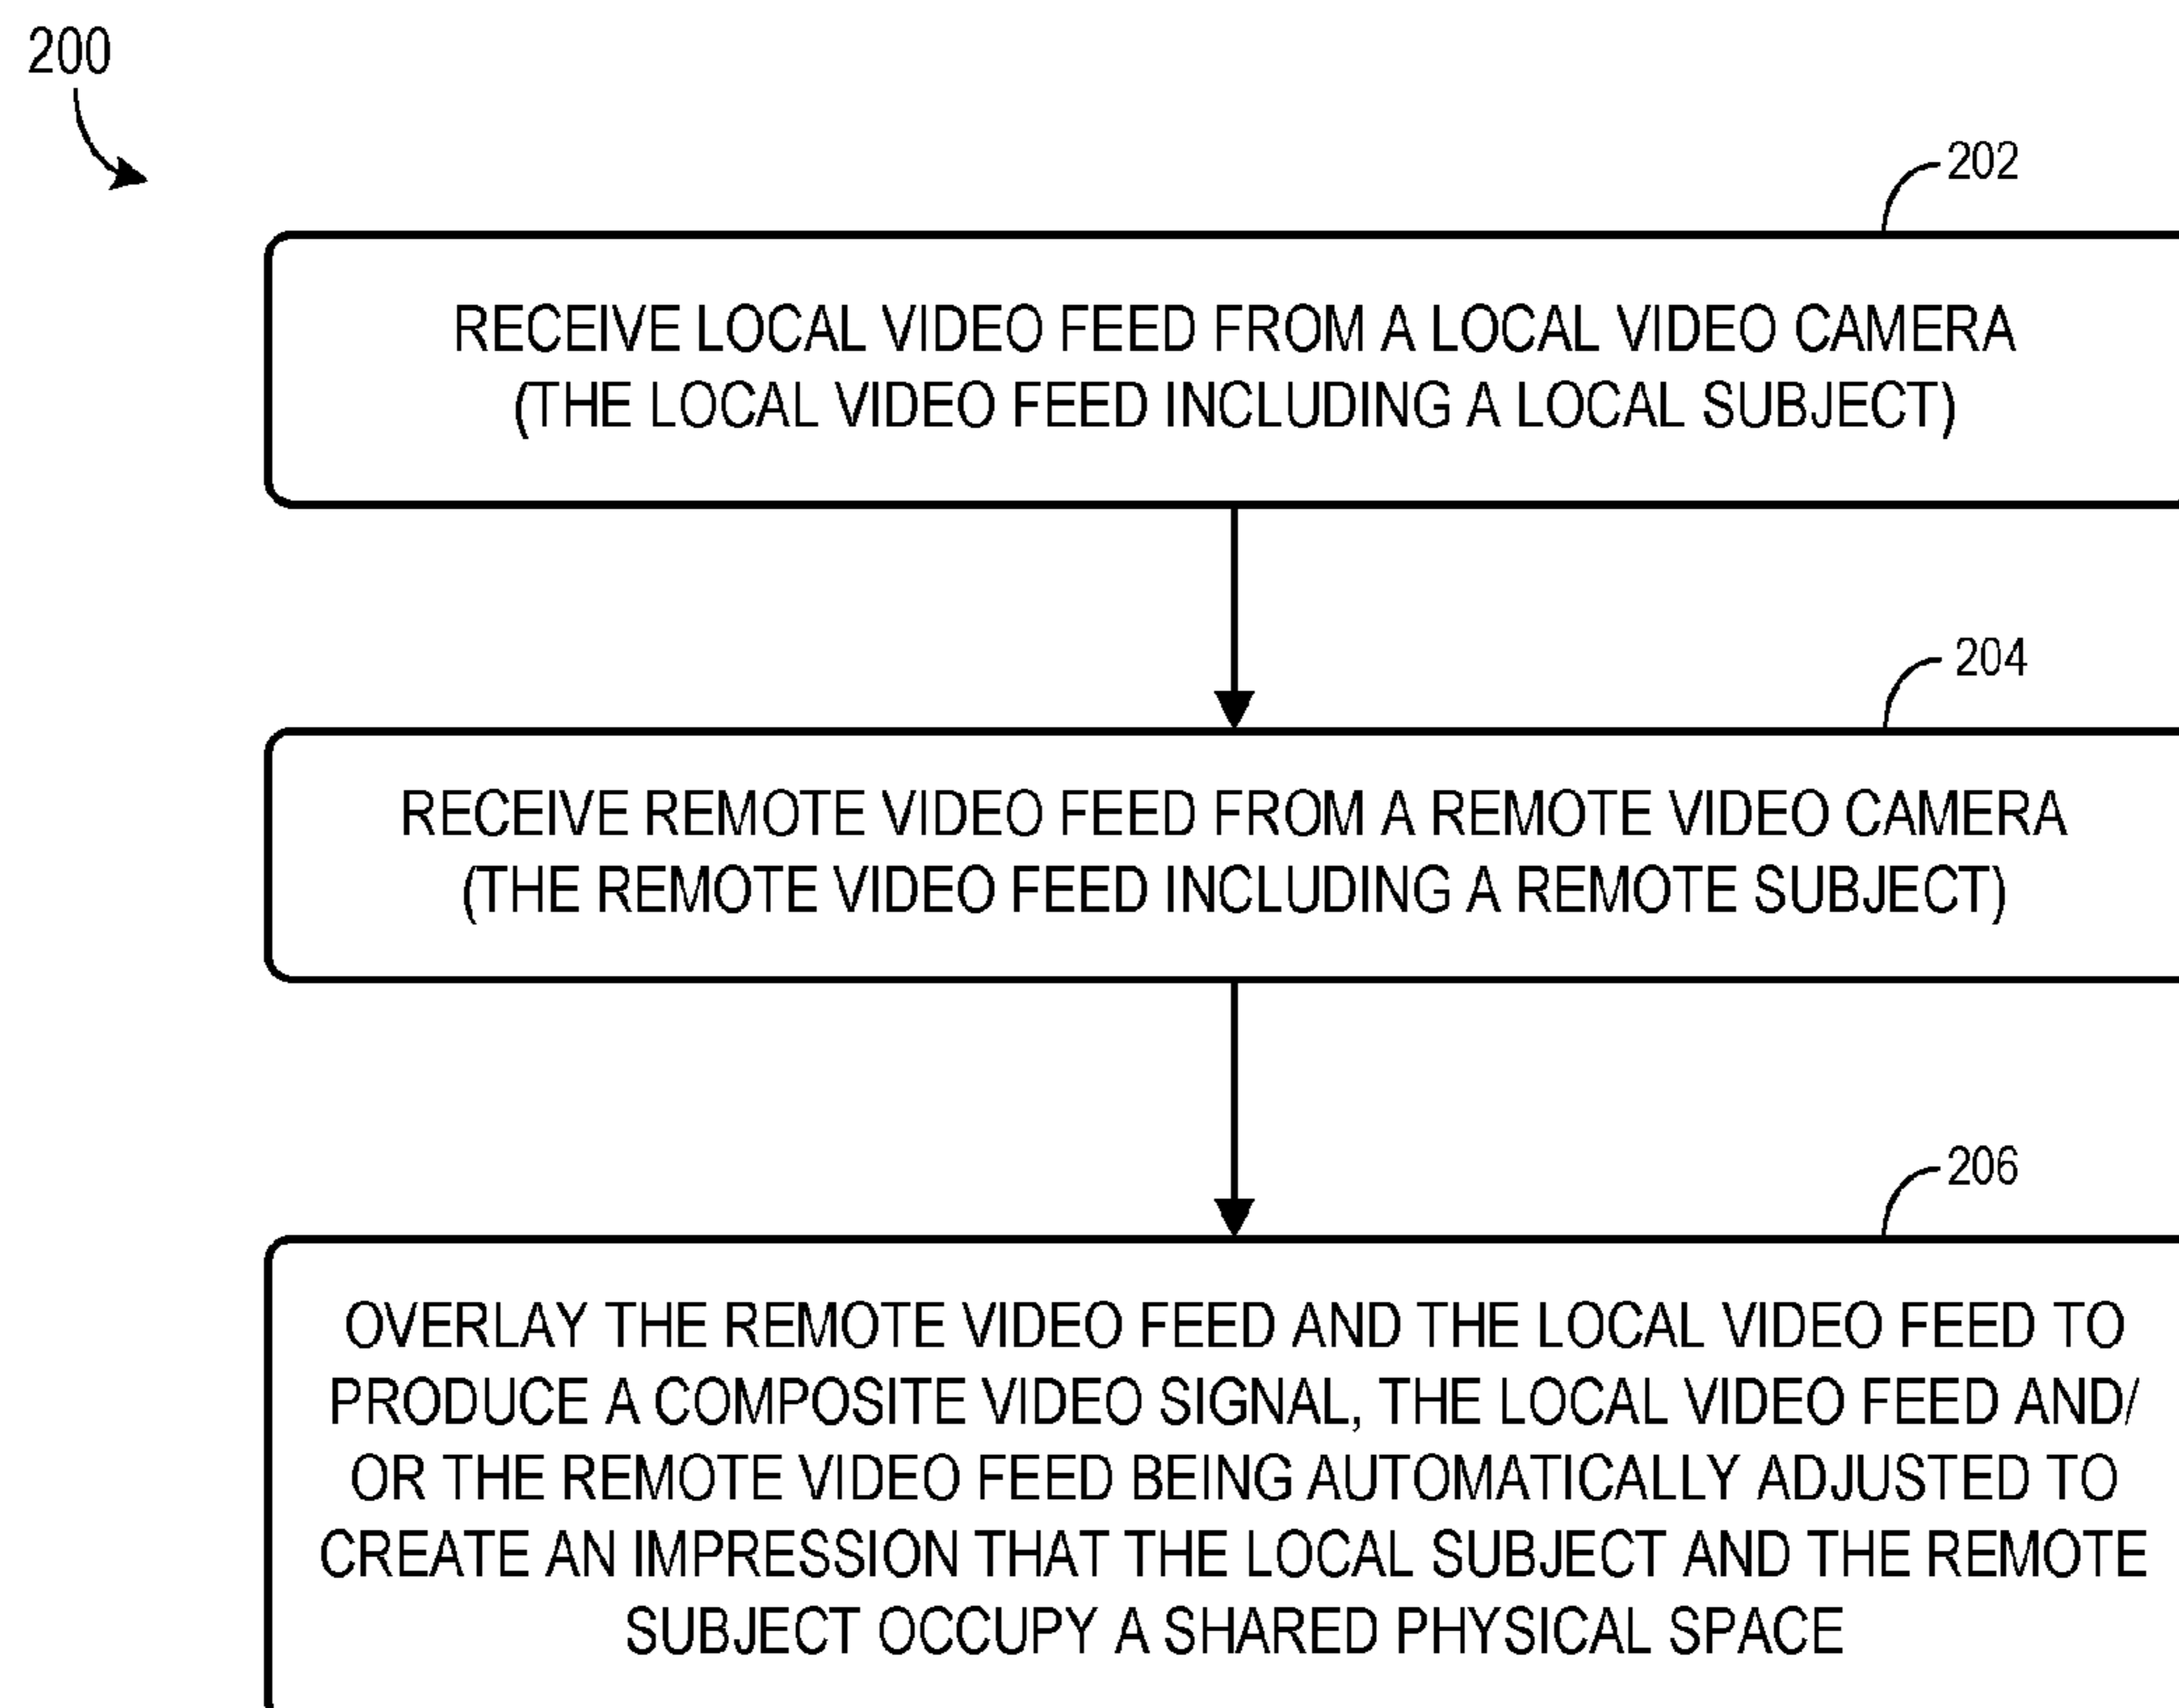 200
202
RECEIVE LOCAL VIDEO FEED FROM A LOCAL VIDEO CAMERA
(THE LOCAL VIDEO FEED INCLUDING A LOCAL SUBJECT)
204
RECEIVE REMOTE VIDEO FEED FROM A REMOTE VIDEO CAMERA
(THE REMOTE VIDEO FEED INCLUDING A REMOTE SUBJECT)
206
OVERLAY THE REMOTE VIDEO FEED AND THE LOCAL VIDEO FEED TO
PRODUCE A COMPOSITE VIDEO SIGNAL, THE LOCAL VIDEO FEED AND/
OR THE REMOTE VIDEO FEED BEING AUTOMATICALLY ADJUSTED TO
CREATE AN IMPRESSION THAT THE LOCAL SUBJECT AND THE REMOTE
SUBJECT OCCUPY A SHARED PHYSICAL SPACE